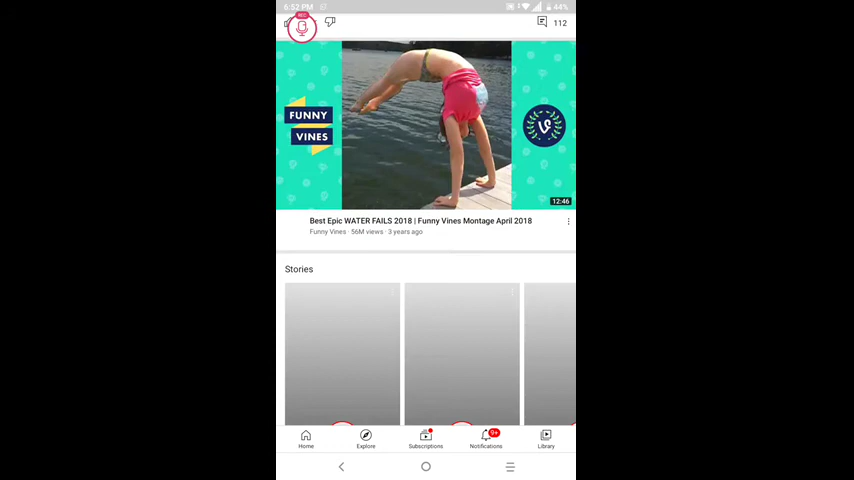 6:52 PM
44%
REC
112
FUNNY
VINES
12:46
Best Epic WATER FAILS 2018 | Funny Vines Montage April 2018
Funny Vines · 56M views · 3 years ago
Stories
9+
Home
Explore
Subscriptions
Notifications
Library